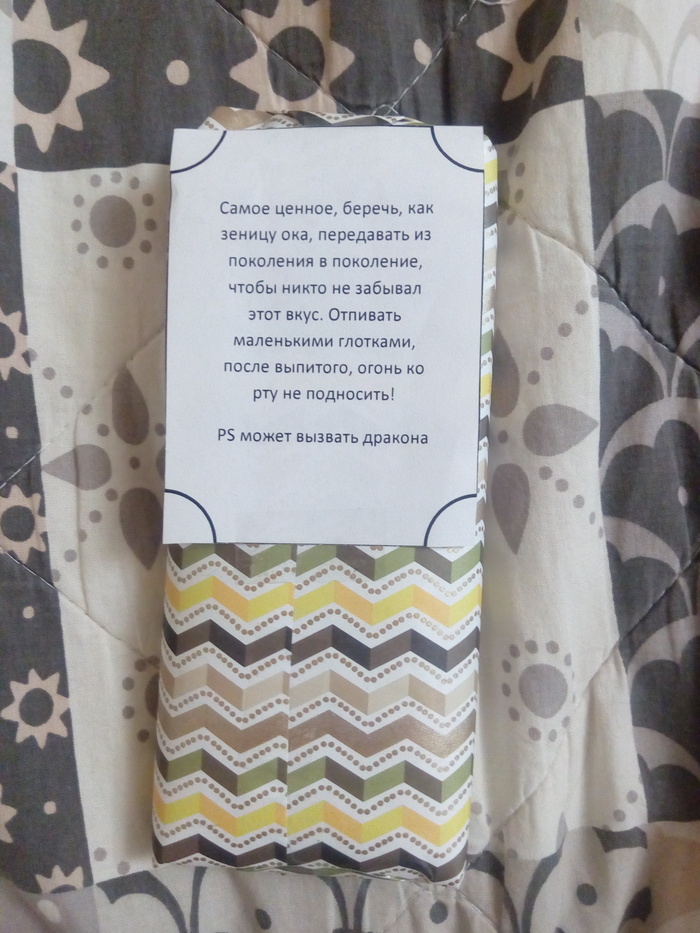 Самое ценное, беречь, как
зеницу ока, передавать из
поколения в поколение,
чтобы никто не забывал
этот вкус. Отпивать
маленькими глотками,
после выпитого, огонь ко
рту не подносить!
PS может вызвать дракона